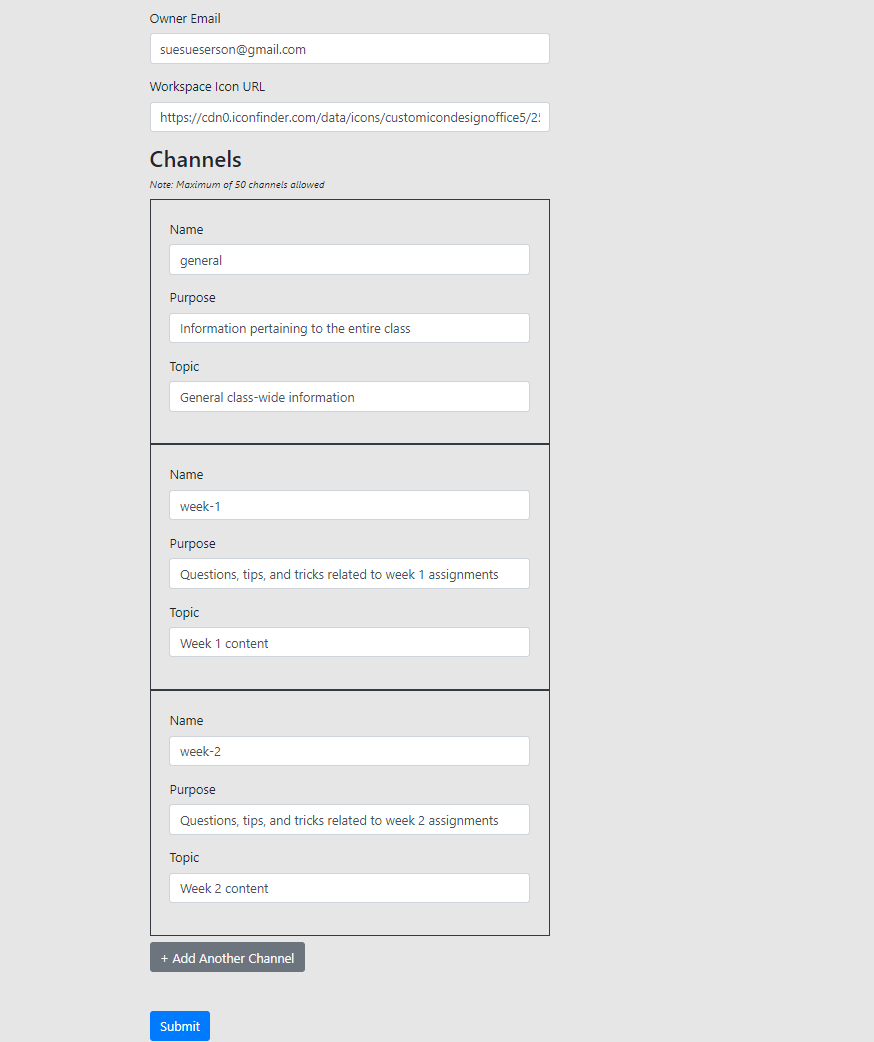 Owner Email
suesueserson@gmail.com
Workspace Icon URL
https://cdn0.iconfinder.com/data/icons/customicondesignoffice5/25
Channels
Note: Maximum of 50 channels allowed
Name
general
Purpose
Information pertaining to the entire class
Topic
General class-wide information
Name
week-1
Purpose
Questions, tips, and tricks related to week 1 assignments
Topic
Week 1 content
Name
week-2
Purpose
Questions, tips, and tricks related to week 2 assignments
Topic
Week 2 content
+ Add Another Channel
Submit